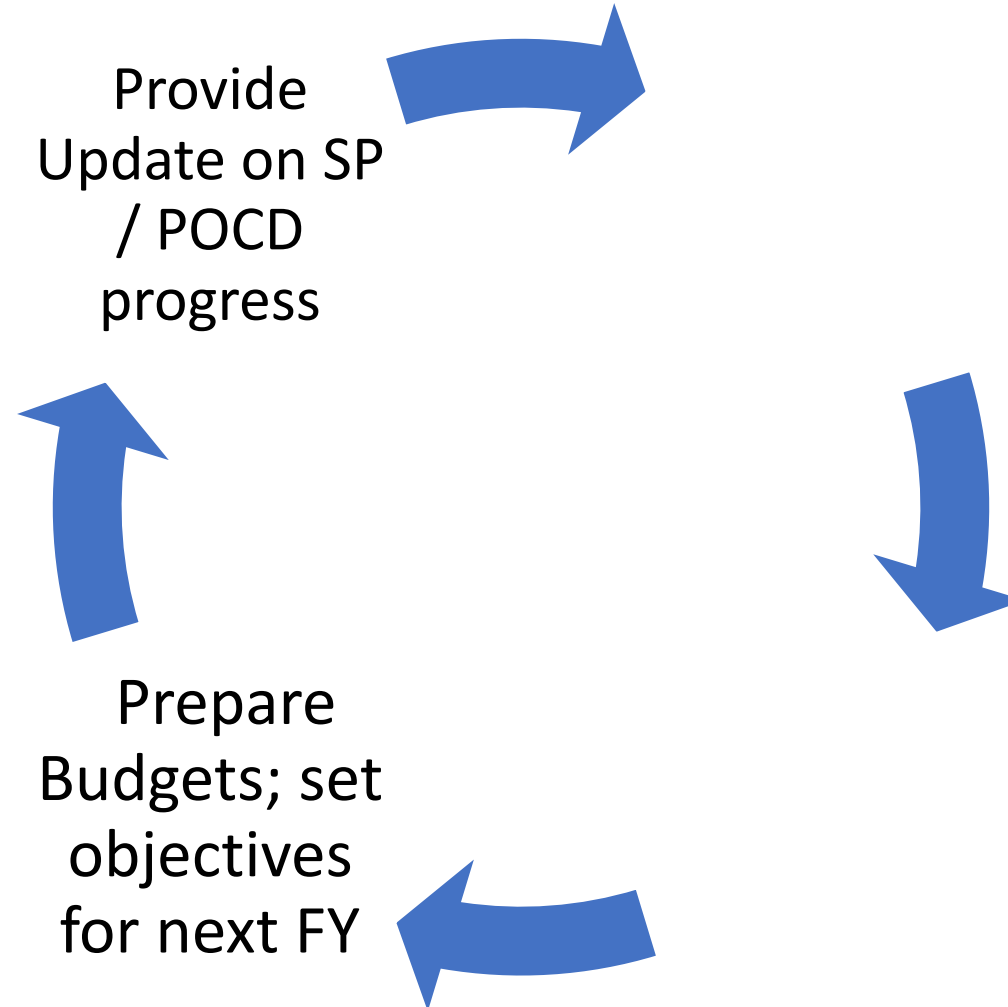 Provide
Update on SP
/ POCD
progress
Prepare
Budgets; set
objectives
for next FY